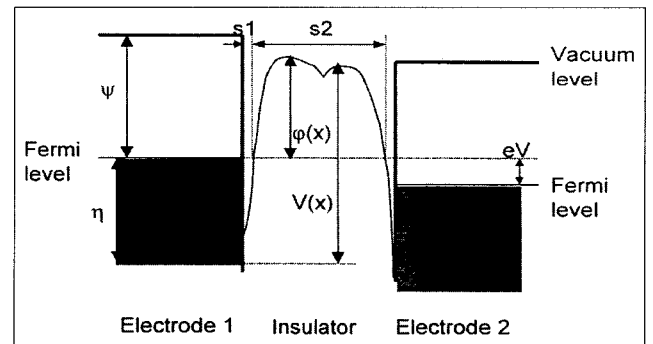 s1 s2
Vacuum
level
ψ
φ(x)
Fermi
level
eV
V(x)
Fermi
level
η
Electrode 1 Insulator Electrode 2